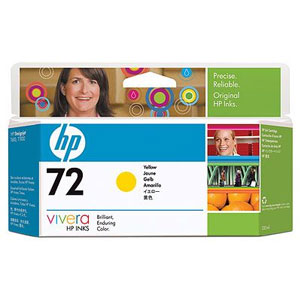 Precise.
Reliable.
Original
HP Inks.
hp
72
Yellow
Jaune
Gelb
Amarillo
イエロー
黄色
vivera
HP INKS
Brilliant,
Enduring
Color.